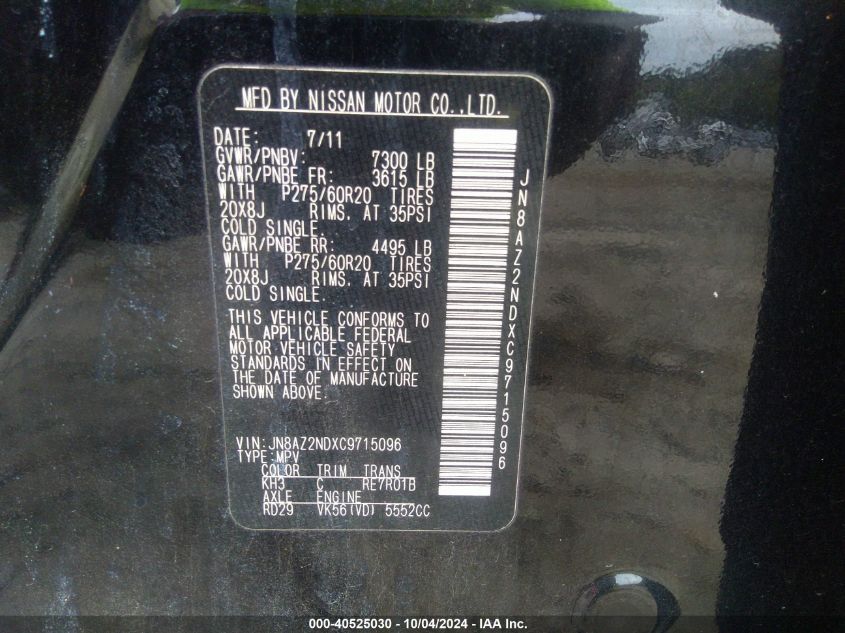 MFD BY NISSAN MOTOR CO.,LTD.
DATE: 7/11
GVWR/PNBV: 7300 LB
GAWR/PNBE FR: 3615 LB
WITH P275/60R20 TIRES
20X8J RIMS. AT 35PSI
COLD SINGLE.
GAWR/PNBE RR: 4495 LB
WITH P275/60R20 TIRES
20X8J RIMS. AT 35PSI
COLD SINGLE.
THIS VEHICLE CONFORMS TO
ALL APPLICABLE FEDERAL
MOTOR VEHICLE SAFETY
STANDARDS IN EFFECT ON
THE DATE OF MANUFACTURE
SHOWN ABOVE.
VIN:JN8AZ2NDXC9715096
TYPE:MPV
COLOR TRIM TRANS
KH3 C RE7R01B
AXLE ENGINE
RD29 VK56(VD) 5552CC
JN8AZ2NDXC9715096
000-40525030 - 10/04/2024 - IAA Inc.